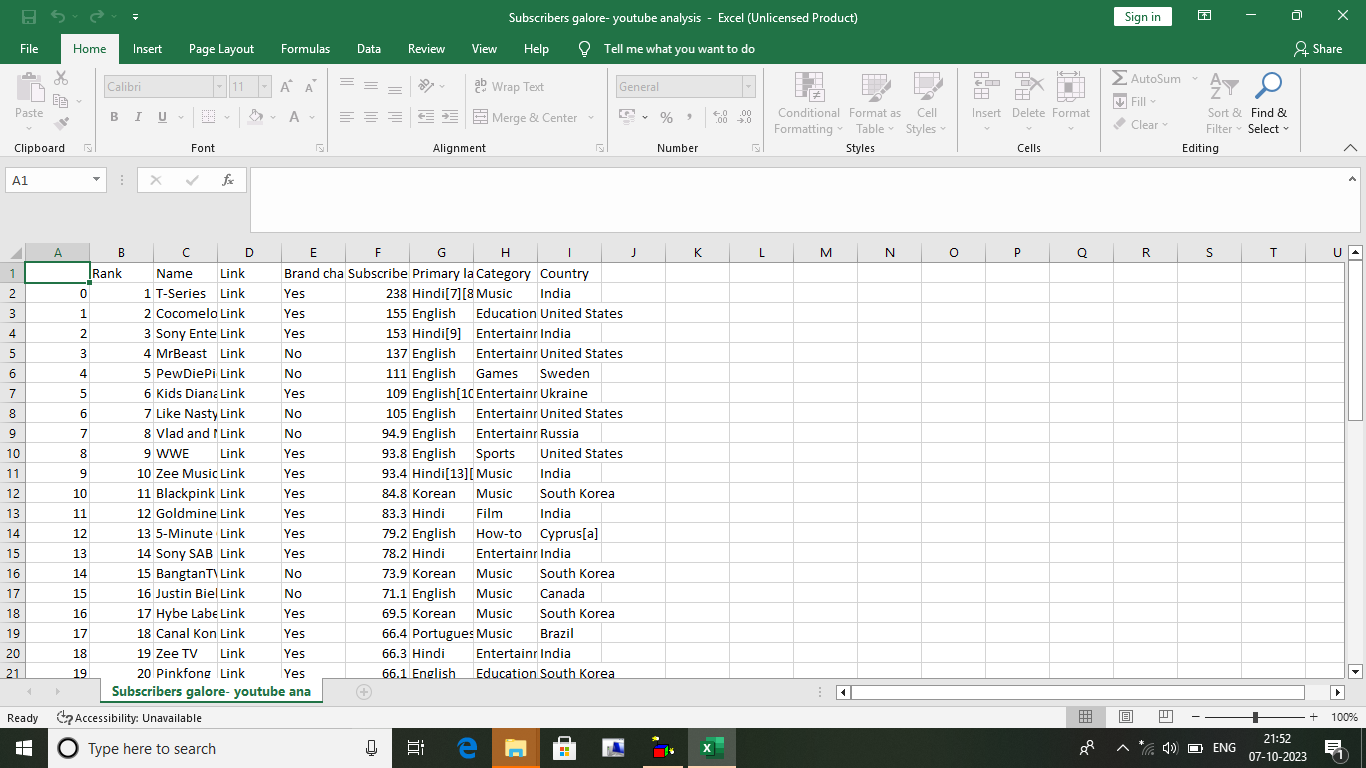 Subscribers galore- youtube analysis - Excel (Unlicensed Product)
Sign in
File Home Insert Page Layout Formulas Data Review View Help Tell me what you want to do Share
Paste
Calibri 11
B I U A
Wrap Text
Merge & Center
General
% ,
Conditional Formatting
Format as Table
Cell Styles
Insert Delete Format
AutoSum
Fill
Clear
Sort & Filter
Find & Select
Clipboard Font Alignment Number Styles Cells Editing
A1 fx
A B C D E F G H I J K L M N O P Q R S T U
1 Rank Name Link Brand cha Subscribe Primary la Category Country
2 0 1 T-Series Link Yes 238 Hindi[7][8 Music India
3 1 2 Cocomelo Link Yes 155 English Education United States
4 2 3 Sony Ente Link Yes 153 Hindi[9] Entertainn India
5 3 4 MrBeast Link No 137 English Entertainn United States
6 4 5 PewDiePi Link No 111 English Games Sweden
7 5 6 Kids Diana Link Yes 109 English[10 Entertainn Ukraine
8 6 7 Like Nasty Link No 105 English Entertainn United States
9 7 8 Vlad and N Link No 94.9 English Entertainn Russia
10 8 9 WWE Link Yes 93.8 English Sports United States
11 9 10 Zee Music Link Yes 93.4 Hindi[13][ Music India
12 10 11 Blackpink Link Yes 84.8 Korean Music South Korea
13 11 12 Goldmine Link Yes 83.3 Hindi Film India
14 12 13 5-Minute Link Yes 79.2 English How-to Cyprus[a]
15 13 14 Sony SAB Link Yes 78.2 Hindi Entertainn India
16 14 15 BangtanTV Link No 73.9 Korean Music South Korea
17 15 16 Justin Biel Link No 71.1 English Music Canada
18 16 17 Hybe Labe Link Yes 69.5 Korean Music South Korea
19 17 18 Canal Kon Link Yes 66.4 Portugues Music Brazil
20 18 19 Zee TV Link Yes 66.3 Hindi Entertainn India
21 19 20 Pinkfong Link Yes 66.1 English Education South Korea
Subscribers galore- youtube ana
Ready Accessibility: Unavailable 100%
Type here to search
ENG
21:52
07-10-2023
1